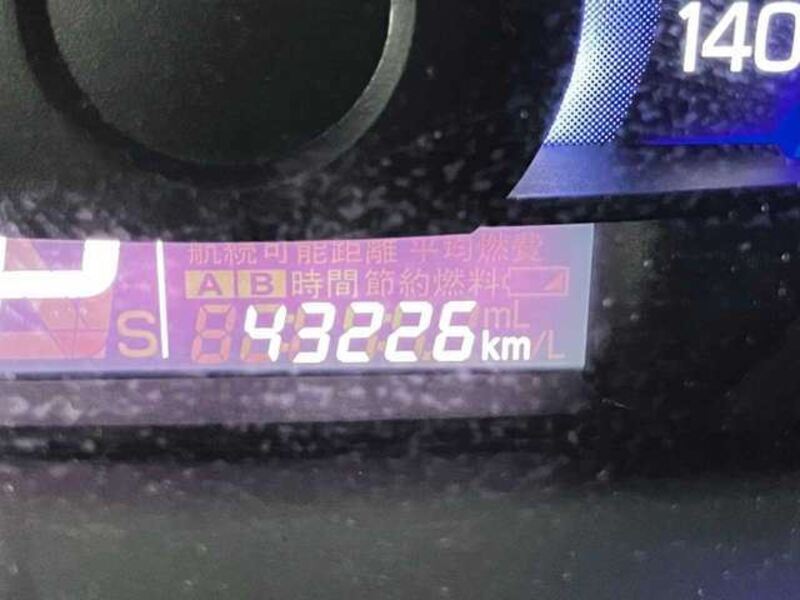 140
航続可能距離 平均燃費
A B 時間節約燃料
S 43226 km mL/L